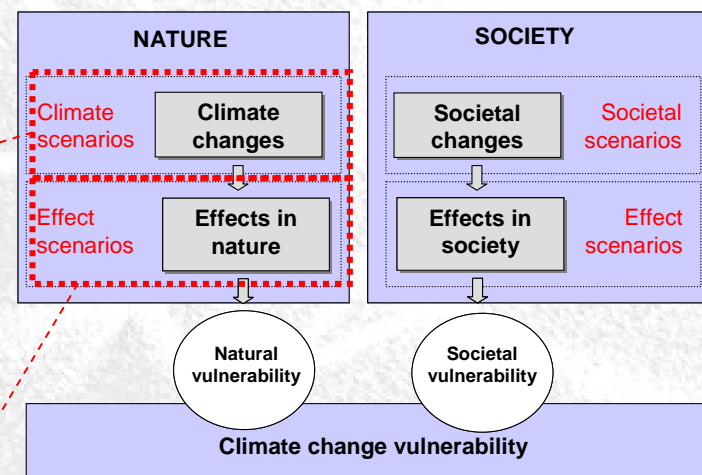 NATURE
Climate
scenarios
Climate
changes
Effect
scenarios
Effects in
nature
SOCIETY
Societal
changes
Societal
scenarios
Effects in
society
Effect
scenarios
Natural
vulnerability
Societal
vulnerability
Climate change vulnerability